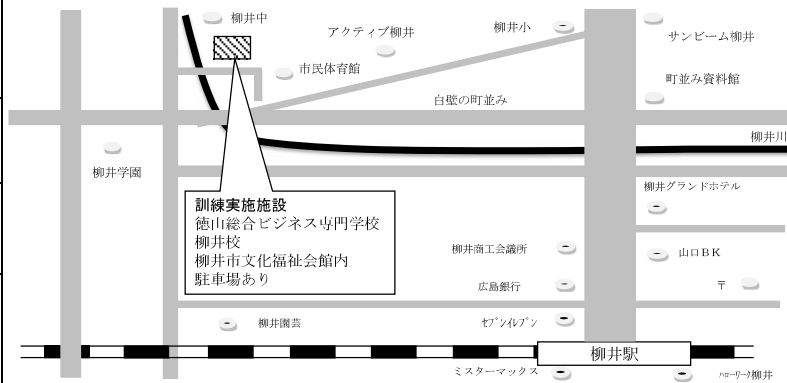 柳井中
アクティブ柳井
柳井小
サンビーム柳井
市民体育館
町並み資料館
白壁の町並み
柳井川
柳井学園
柳井グランドホテル
訓練実施施設
徳山総合ビジネス専門学校
柳井校
柳井市文化福祉会館内
駐車場あり
柳井商工会議所
山口BK
広島銀行
〒
柳井園芸
ｾﾌﾞﾝｲﾚﾌﾞﾝ
柳井駅
ミスターマックス
ﾊﾛｰﾜｰｸ柳井